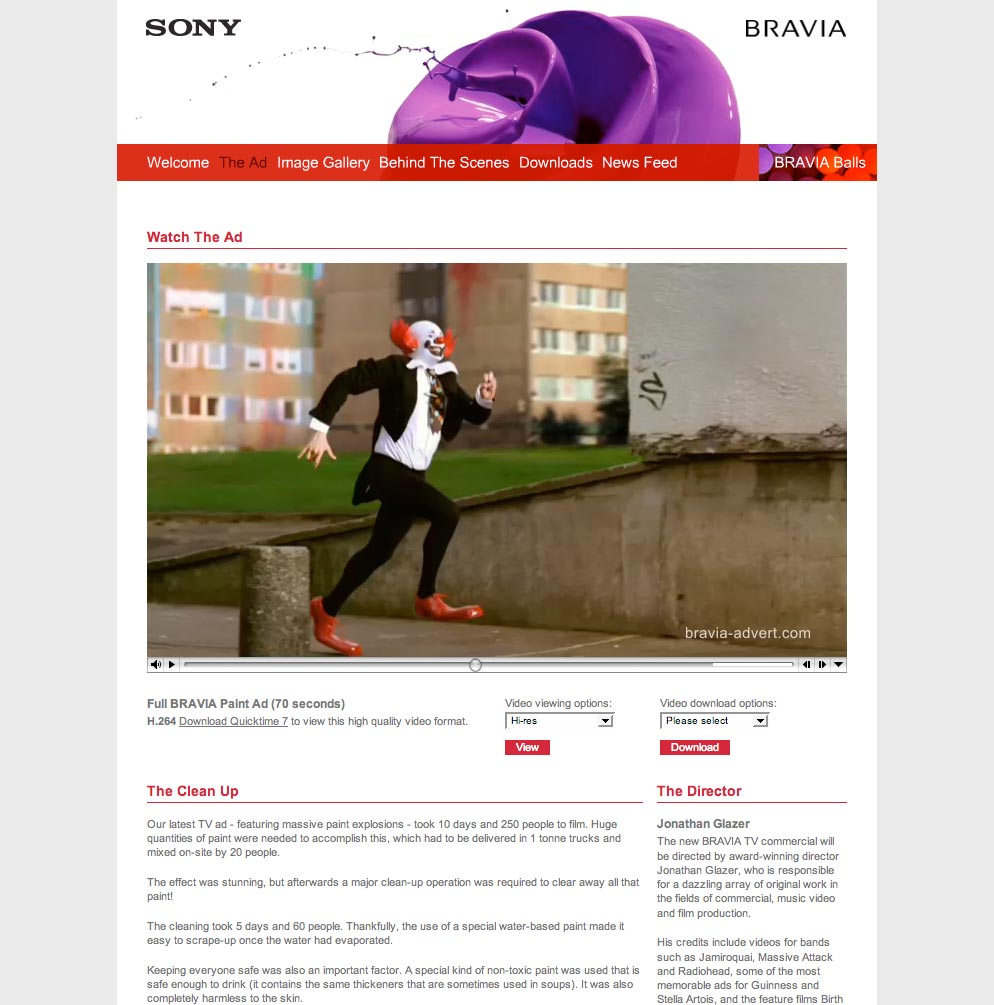 SONY
BRAVIA
Welcome The Ad Image Gallery Behind The Scenes Downloads News Feed
BRAVIA Balls
Watch The Ad
bravia-advert.com
Full BRAVIA Paint Ad (70 seconds)
H.264 Download Quicktime 7 to view this high quality video format.
Video viewing options:
Hi-res
View
Video download options:
Please select
Download
The Clean Up
Our latest TV ad - featuring massive paint explosions - took 10 days and 250 people to film. Huge
quantities of paint were needed to accomplish this, which had to be delivered in 1 tonne trucks and
mixed on-site by 20 people.
The effect was stunning, but afterwards a major clean-up operation was required to clear away all that
paint!
The cleaning took 5 days and 60 people. Thankfully, the use of a special water-based paint made it
easy to scrape-up once the water had evaporated.
Keeping everyone safe was also an important factor. A special kind of non-toxic paint was used that is
safe enough to drink (it contains the same thickeners that are sometimes used in soups). It was also
completely harmless to the skin.
The Director
Jonathan Glazer
The new BRAVIA TV commercial will
be directed by award-winning director
Jonathan Glazer, who is responsible
for a dazzling array of original work in
the fields of commercial, music video
and film production.
His credits include videos for bands
such as Jamiroquai, Massive Attack
and Radiohead, some of the most
memorable ads for Guinness and
Stella Artois, and the feature films Birth